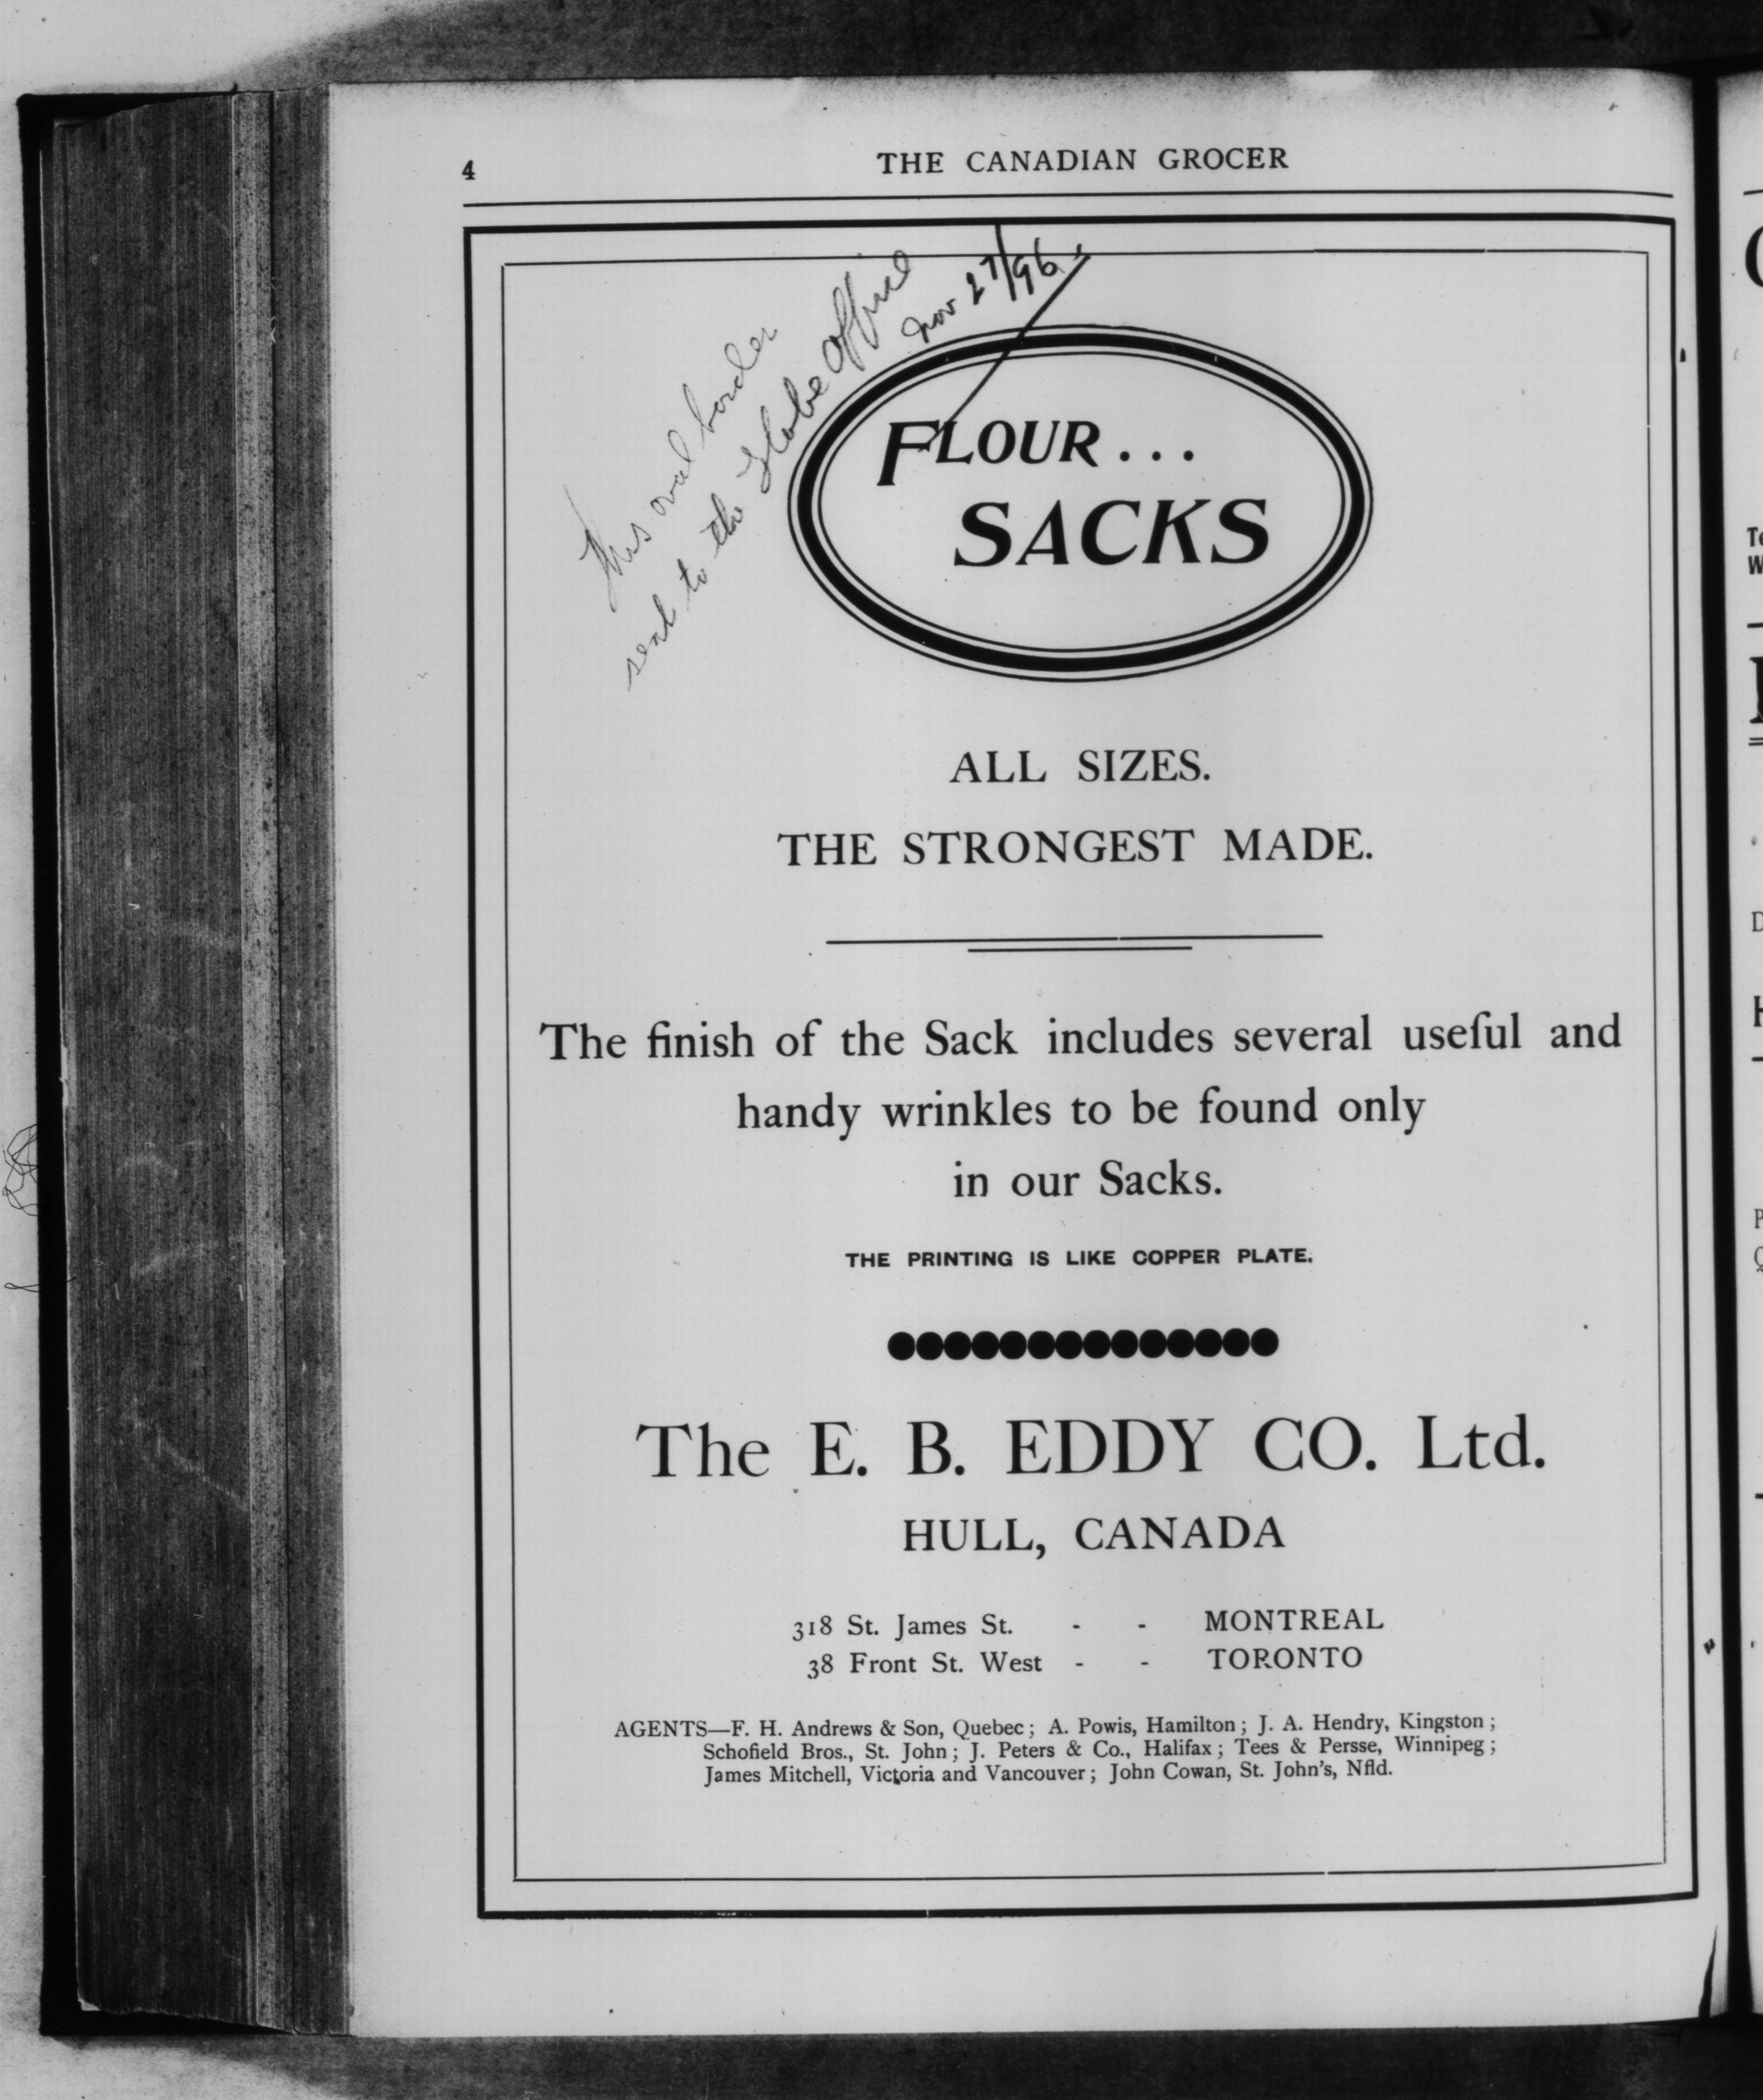 4
THE CANADIAN GROCER
This oval border
sent to the Globe Office
Nov 27/96
FLOUR...
SACKS
ALL SIZES.
THE STRONGEST MADE.
The finish of the Sack includes several useful and
handy wrinkles to be found only
in our Sacks.
THE PRINTING IS LIKE COPPER PLATE.
The E. B. EDDY CO. Ltd.
HULL, CANADA
318 St. James St. - - MONTREAL
38 Front St. West - - TORONTO
AGENTS—F. H. Andrews & Son, Quebec; A. Powis, Hamilton; J. A. Hendry, Kingston;
Schofield Bros., St. John; J. Peters & Co., Halifax; Tees & Persse, Winnipeg;
James Mitchell, Victoria and Vancouver; John Cowan, St. John's, Nfld.